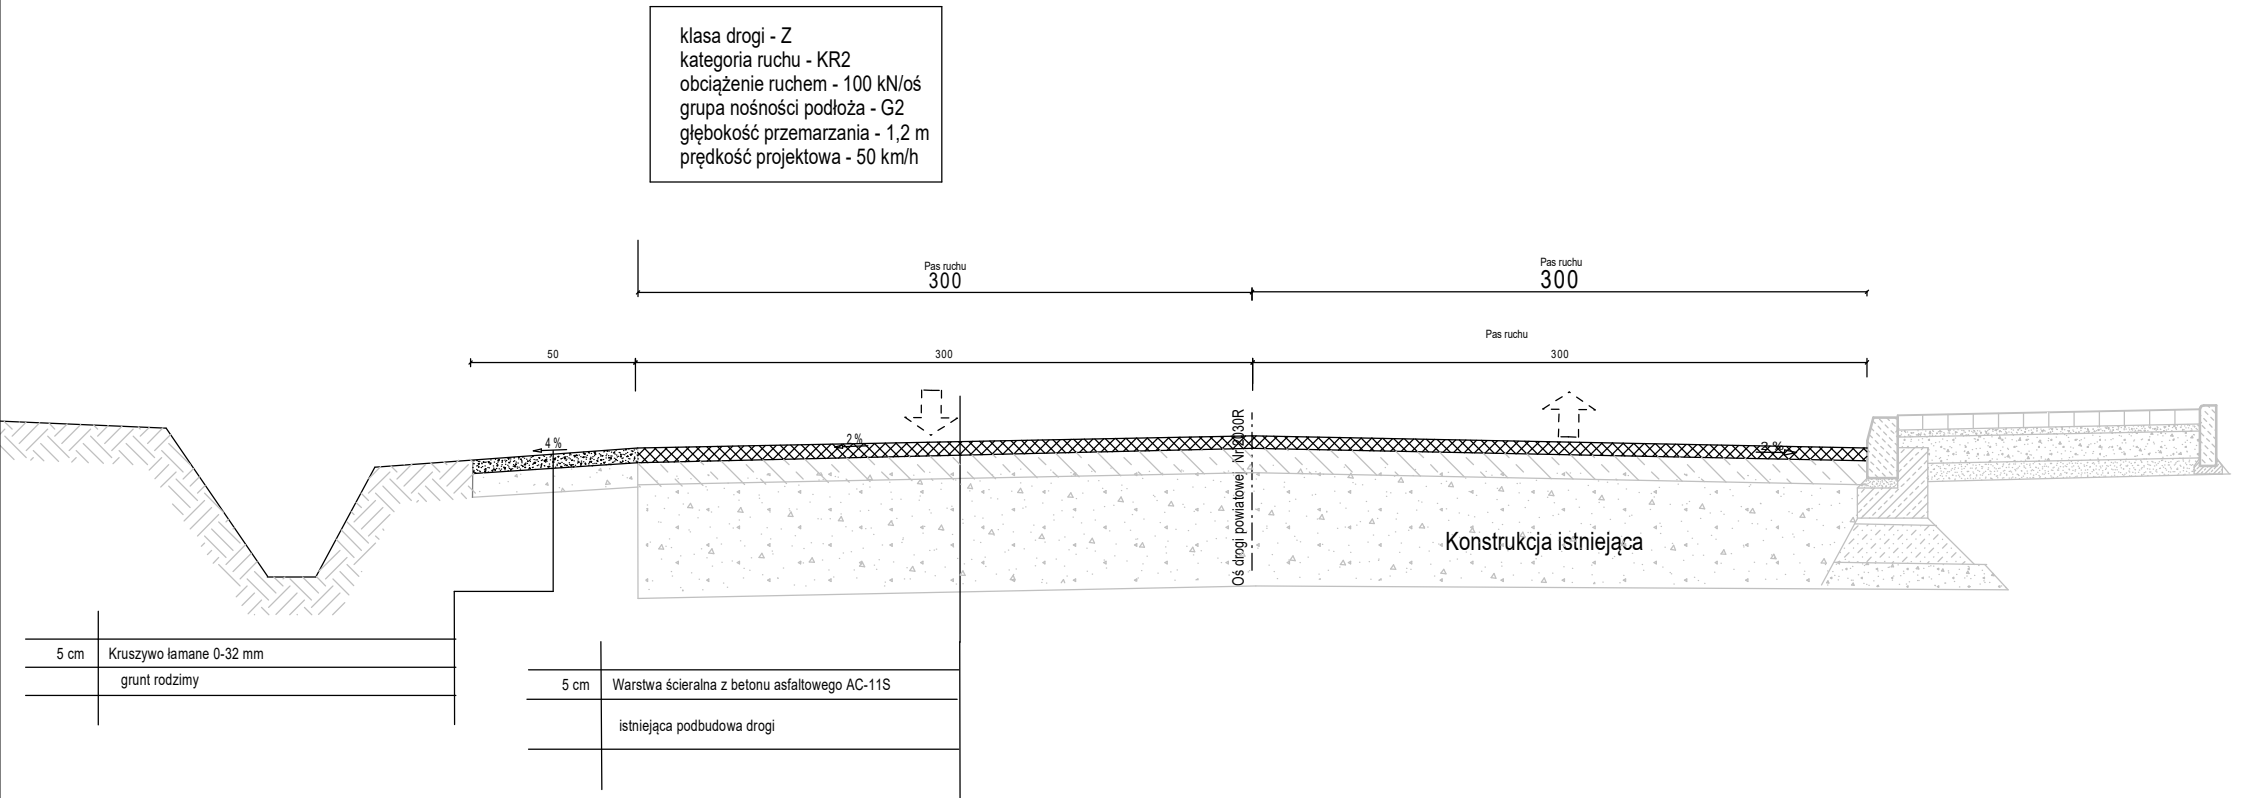 klasa drogi - Z
kategoria ruchu - KR2
obciążenie ruchem - 100 kN/oś
grupa nośności podłoża - G2
głębokość przemarzania - 1,2 m
prędkość projektowa - 50 km/h
Pas ruchu
300
Pas ruchu
300
Pas ruchu
50
300
300
4 %
2 %
Oś drogi powiatowej Nr 2030R
Konstrukcja istniejąca
5 cm Kruszywo łamane 0-32 mm
grunt rodzimy
5 cm Warstwa ścieralna z betonu asfaltowego AC-11S
istniejąca podbudowa drogi